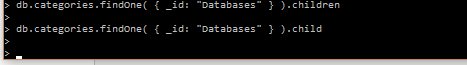 > db.categories.findOne( { _id: "Databases" } ).children
>
> db.categories.findOne( { _id: "Databases" } ).child
>
>